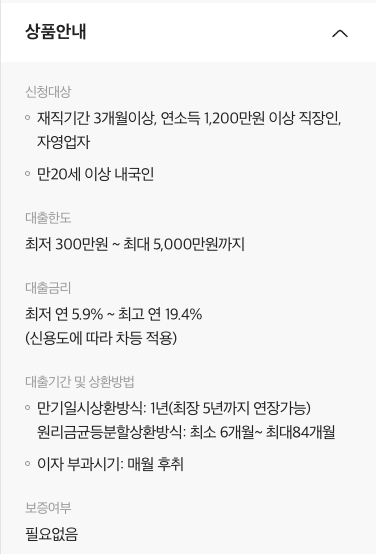 상품안내
신청대상
재직기간 3개월이상, 연소득 1,200만원 이상 직장인,
자영업자
만20세 이상 내국인
대출한도
최저 300만원 ~ 최대 5,000만원까지
대출금리
최저 연 5.9% ~ 최고 연 19.4%
(신용도에 따라 차등 적용)
대출기간 및 상환방법
만기일시상환방식: 1년(최장 5년까지 연장가능)
원리금균등분할상환방식: 최소 6개월~ 최대84개월
이자 부과시기: 매월 후취
보증여부
필요없음